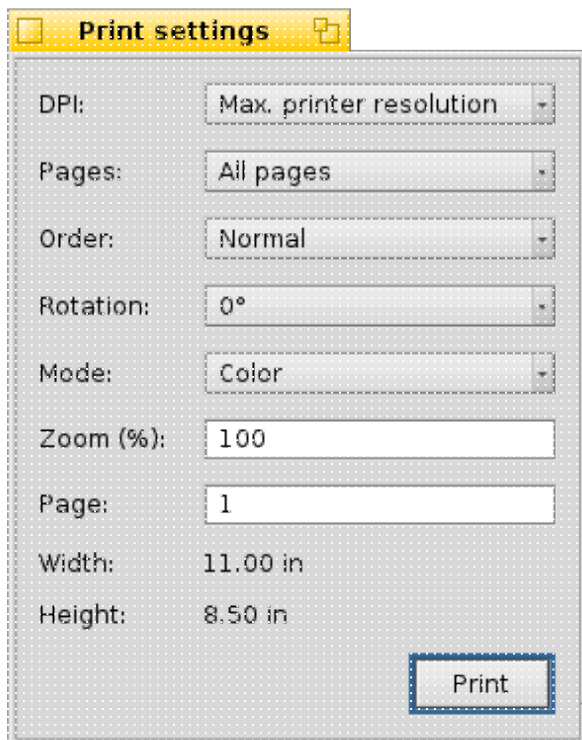 Print settings
DPI: Max. printer resolution
Pages: All pages
Order: Normal
Rotation: 0°
Mode: Color
Zoom (%): 100
Page: 1
Width: 11.00 in
Height: 8.50 in
Print